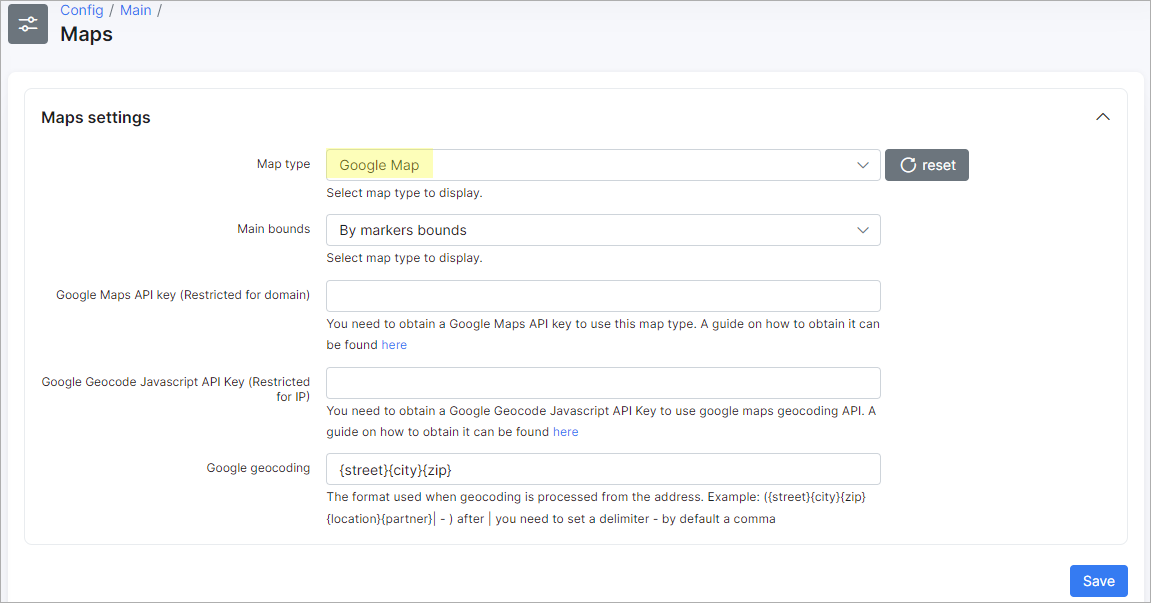 Config / Main /
Maps
Maps settings
Map type
Google Map
reset
Select map type to display.
Main bounds
By markers bounds
Select map type to display.
Google Maps API key (Restricted for domain)
You need to obtain a Google Maps API key to use this map type. A guide on how to obtain it can
be found here
Google Geocode Javascript API Key (Restricted
for IP)
You need to obtain a Google Geocode Javascript API Key to use google maps geocoding API. A
guide on how to obtain it can be found here
Google geocoding
{street}{city}{zip}
The format used when geocoding is processed from the address. Example: ({street}{city}{zip}
{location}{partner}| - ) after | you need to set a delimiter - by default a comma
Save